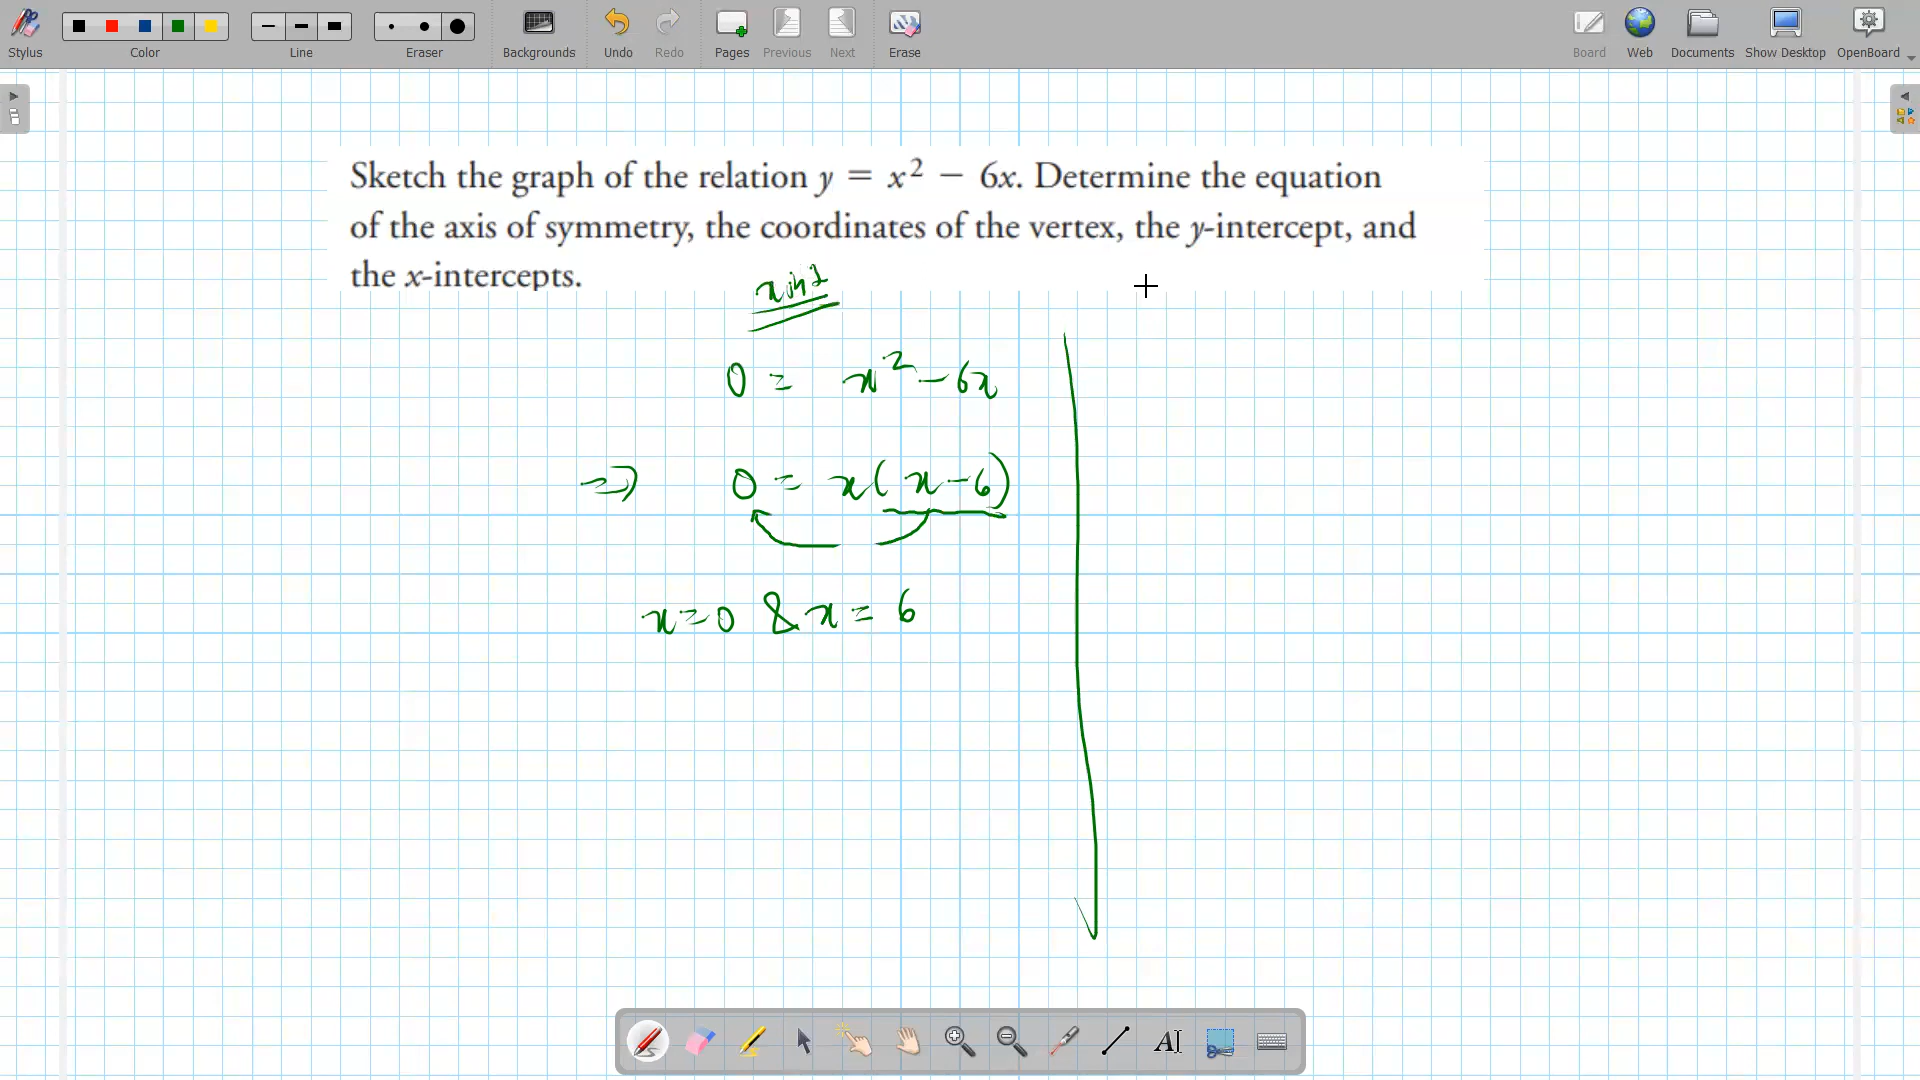 Stylus Color Line Eraser Backgrounds Undo Redo Pages Previous Next Erase Board Web Documents Show Desktop OpenBoard
Sketch the graph of the relation y = x² − 6x. Determine the equation
of the axis of symmetry, the coordinates of the vertex, the y-intercept, and
the x-intercepts.
x int
0 = x² − 6x
⇒ 0 = x(x − 6)
x = 0 & x = 6